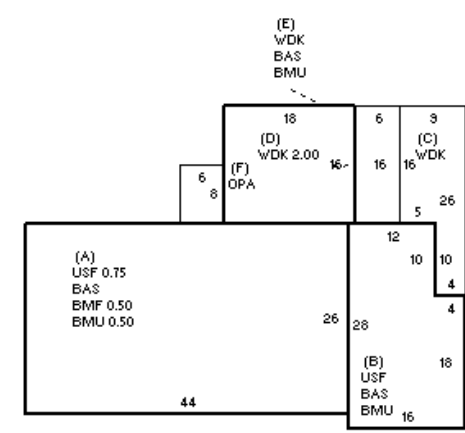 (E)
WDK
BAS
BMU
18
6
9
(D)
WDK 2.00
(C)
WDK
16
16
16
6
(F)
OPA
8
26
5
12
10
10
4
4
(A)
USF 0.75
BAS
BMF 0.50
BMU 0.50
26
28
18
(B)
USF
BAS
BMU
16
44